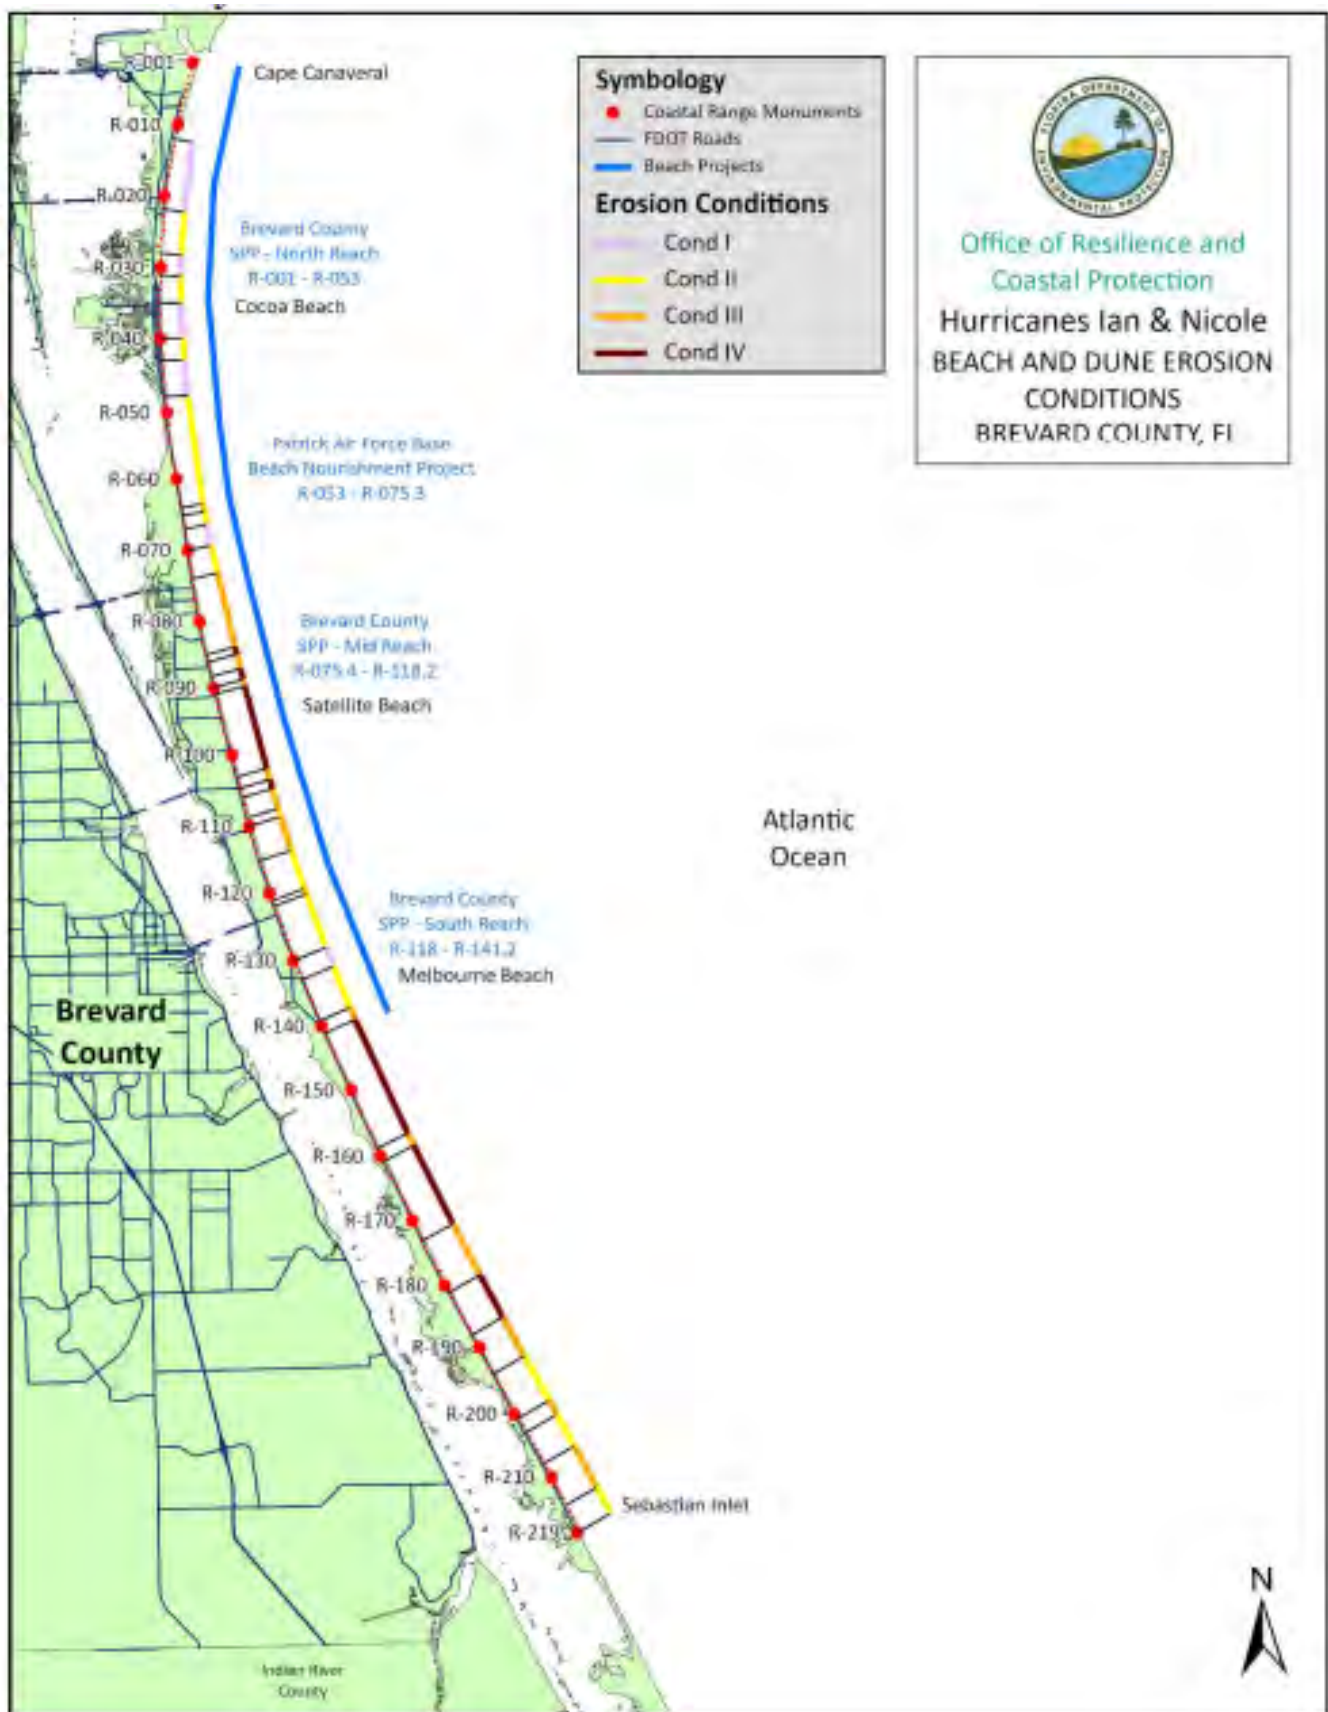 R-001
Cape Canaveral
R-010
R-020
Brevard County
SPP - North Reach
R-001 - R-053
R-030
Cocoa Beach
R-040
R-050
Patrick Air Force Base
Beach Nourishment Project
R-053 - R-075.3
R-060
R-070
Brevard County
SPP - Mid Reach
R-075.4 - R-118.2
R-080
R-090
Satellite Beach
R-100
R-110
R-120
Brevard County
SPP - South Reach
R-118 - R-141.2
R-130
Melbourne Beach
Brevard
County
R-140
R-150
R-160
R-170
R-180
R-190
R-200
R-210
R-219
Sebastian Inlet
Indian River
County
Symbology
Coastal Range Monuments
FDOT Roads
Beach Projects
Erosion Conditions
Cond I
Cond II
Cond III
Cond IV
FLORIDA DEPARTMENT OF
ENVIRONMENTAL PROTECTION
Office of Resilience and
Coastal Protection
Hurricanes Ian & Nicole
BEACH AND DUNE EROSION
CONDITIONS
BREVARD COUNTY, FL
Atlantic
Ocean
N